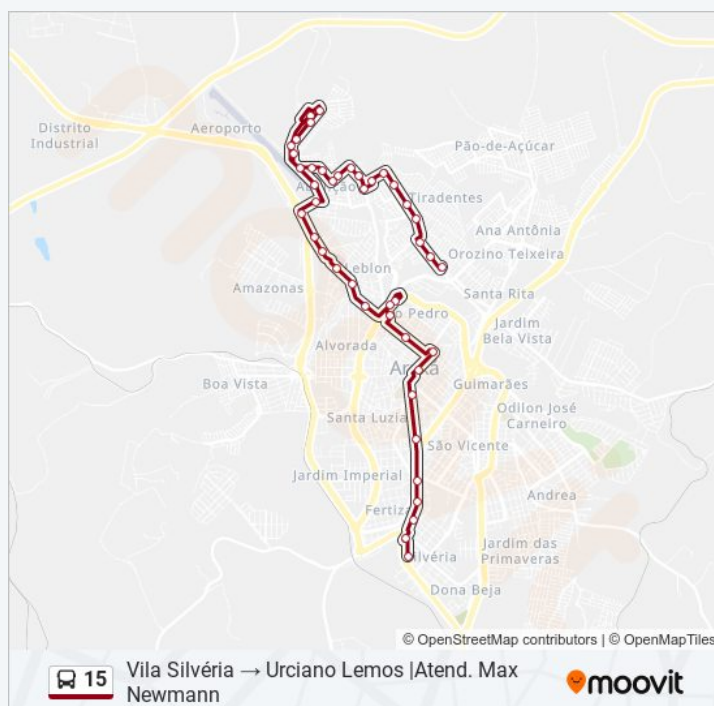 Distrito
Industrial
Aeroporto
Pão-de-Açúcar
Tiradentes
Ana Antônia
Orozino Teixeira
Leblon
Amazonas
Santa Rita
Jardim
Bela Vista
Alvorada
Boa Vista
Guimarães
Santa Luzia
Odilon José
Carneiro
São Vicente
Jardim Imperial
Andrea
Jardim das
Primaveras
Dona Beja
© OpenStreetMap contributors | © OpenMapTiles
15
Vila Silvéria → Urciano Lemos |Atend. Max
Newmann
moovit